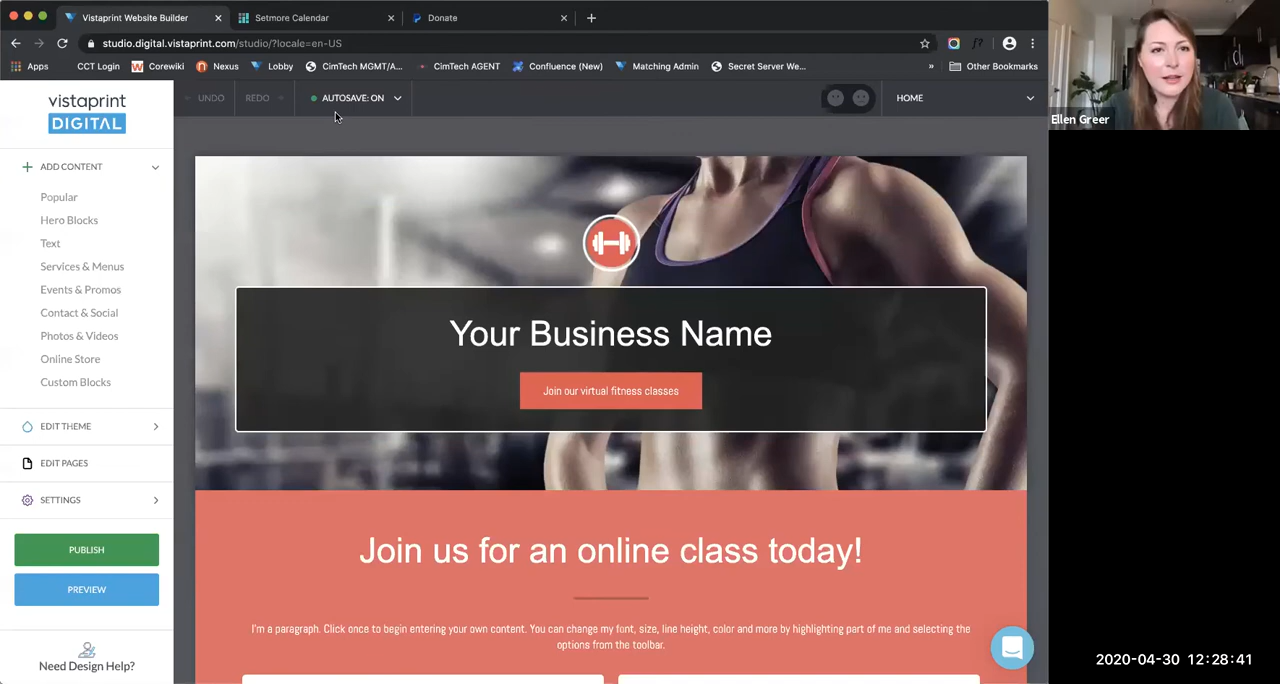 Vistaprint Website Builder
Setmore Calendar
Donate
studio.digital.vistaprint.com/studio/?locale=en-US
Apps
CCT Login
Corewiki
Nexus
Lobby
CimTech MGMT/A...
CimTech AGENT
Confluence (New)
Matching Admin
Secret Server We...
»
Other Bookmarks
Ellen Greer
vistaprint
DIGITAL
UNDO
REDO
AUTOSAVE: ON
HOME
ADD CONTENT
Popular
Hero Blocks
Text
Services & Menus
Events & Promos
Contact & Social
Photos & Videos
Online Store
Custom Blocks
EDIT THEME
EDIT PAGES
SETTINGS
PUBLISH
PREVIEW
Need Design Help?
Your Business Name
Join our virtual fitness classes
Join us for an online class today!
I'm a paragraph. Click once to begin entering your own content. You can change my font, size, line height, color and more by highlighting part of me and selecting the
options from the toolbar.
2020-04-30 12:28:41